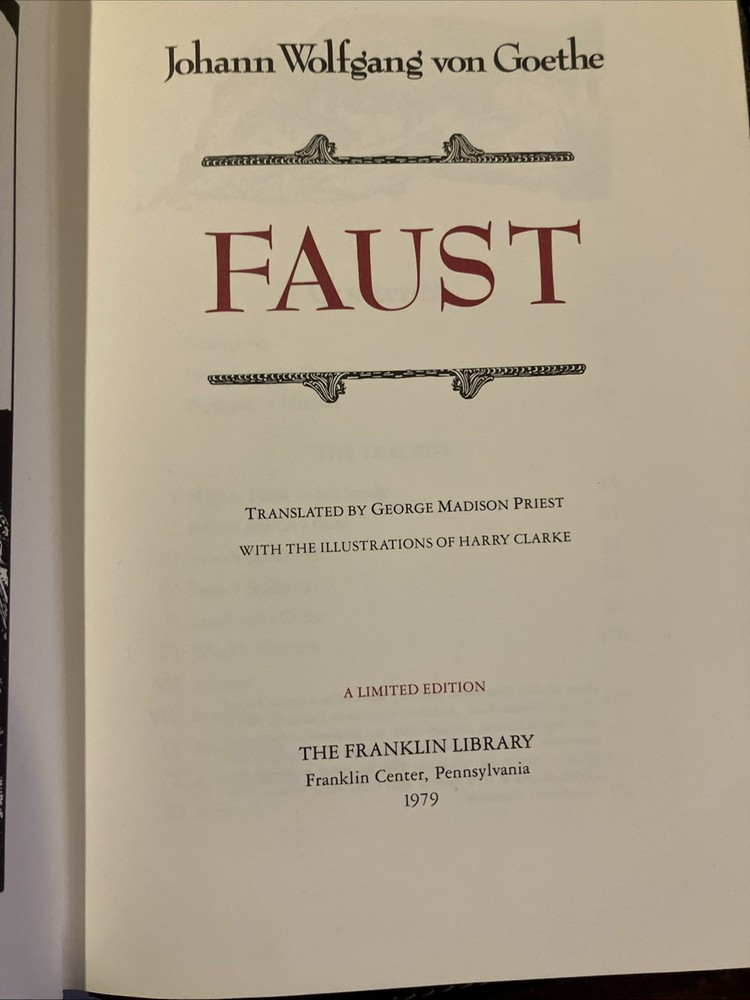 Johann Wolfgang von Goethe
FAUST
TRANSLATED BY GEORGE MADISON PRIEST
WITH THE ILLUSTRATIONS OF HARRY CLARKE
A LIMITED EDITION
THE FRANKLIN LIBRARY
Franklin Center, Pennsylvania
1979